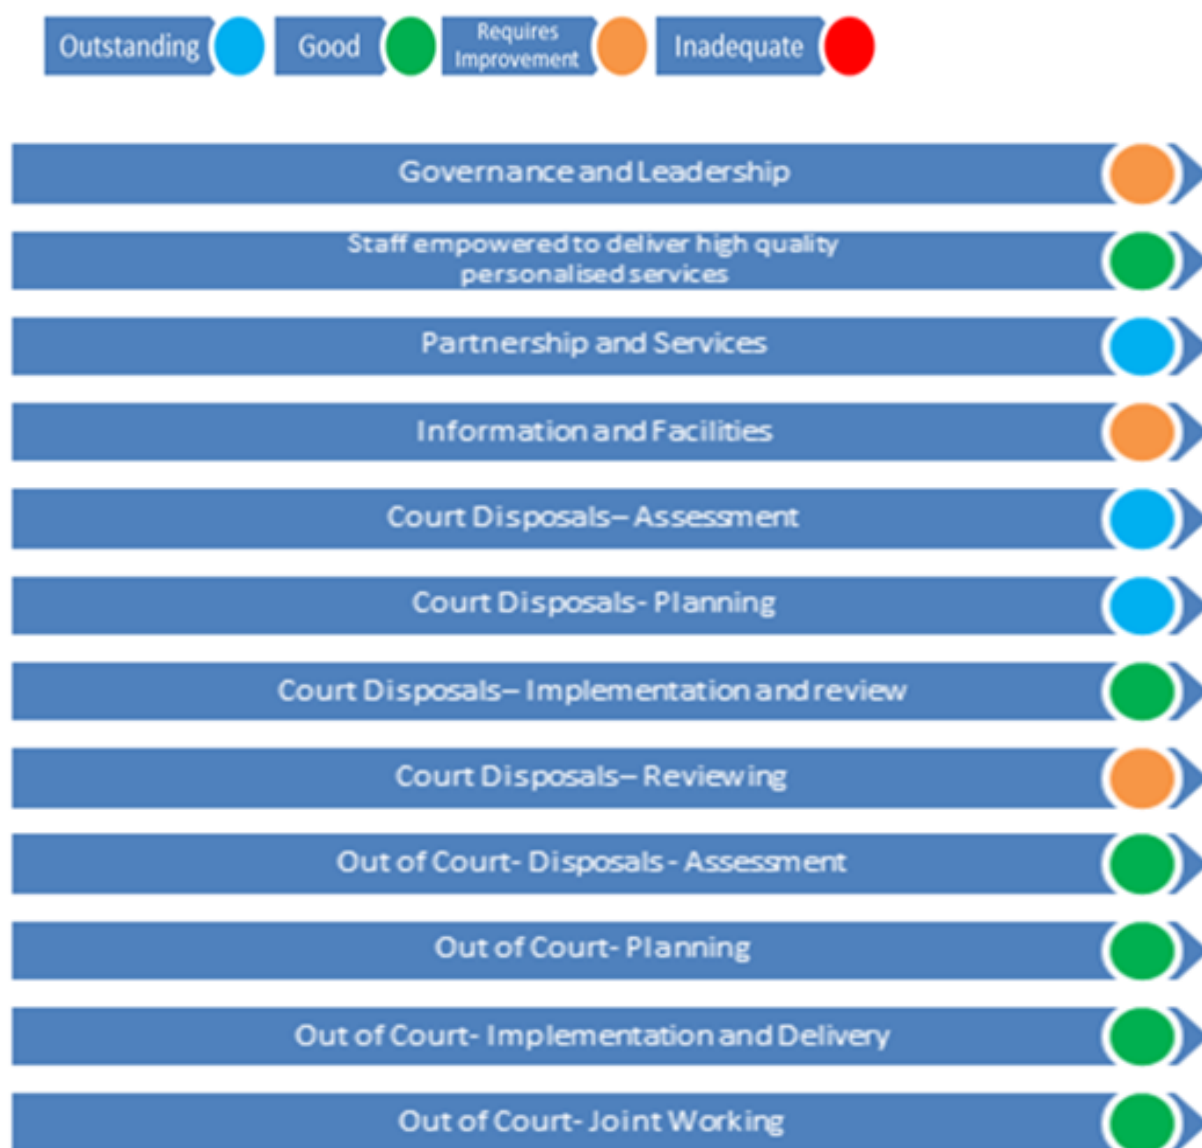 Outstanding
Good
Requires
Improvement
Inadequate
Governance and Leadership
Staff empowered to deliver high quality
personalised services
Partnership and Services
Information and Facilities
Court Disposals– Assessment
Court Disposals- Planning
Court Disposals– Implementation and review
Court Disposals– Reviewing
Out of Court- Disposals - Assessment
Out of Court- Planning
Out of Court- Implementation and Delivery
Out of Court- Joint Working